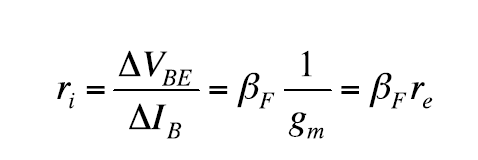 r_i = ΔV_BE / ΔI_B = β_F 1 / g_m = β_F r_e